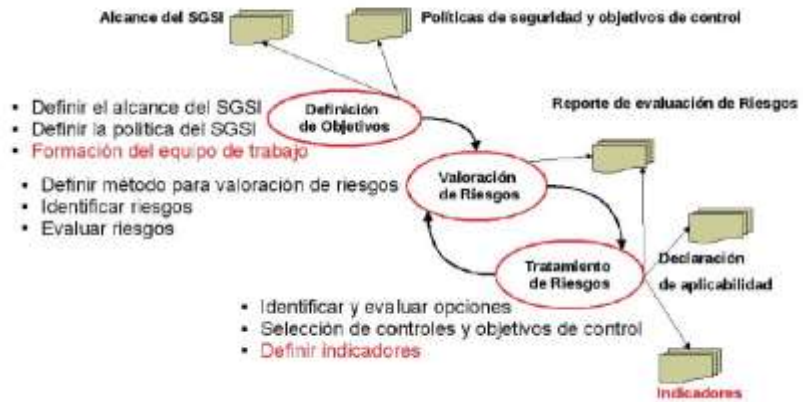 Alcance del SGSI
Políticas de seguridad y objetivos de control
• Definir el alcance del SGSI
• Definir la política del SGSI
• Formación del equipo de trabajo
Definición
de Objetivos
Reporte de evaluación de Riesgos
• Definir método para valoración de riesgos
• Identificar riesgos
• Evaluar riesgos
Valoración
de Riesgos
Tratamiento
de Riesgos
Declaración
de aplicabilidad
• Identificar y evaluar opciones
• Selección de controles y objetivos de control
• Definir indicadores
Indicadores